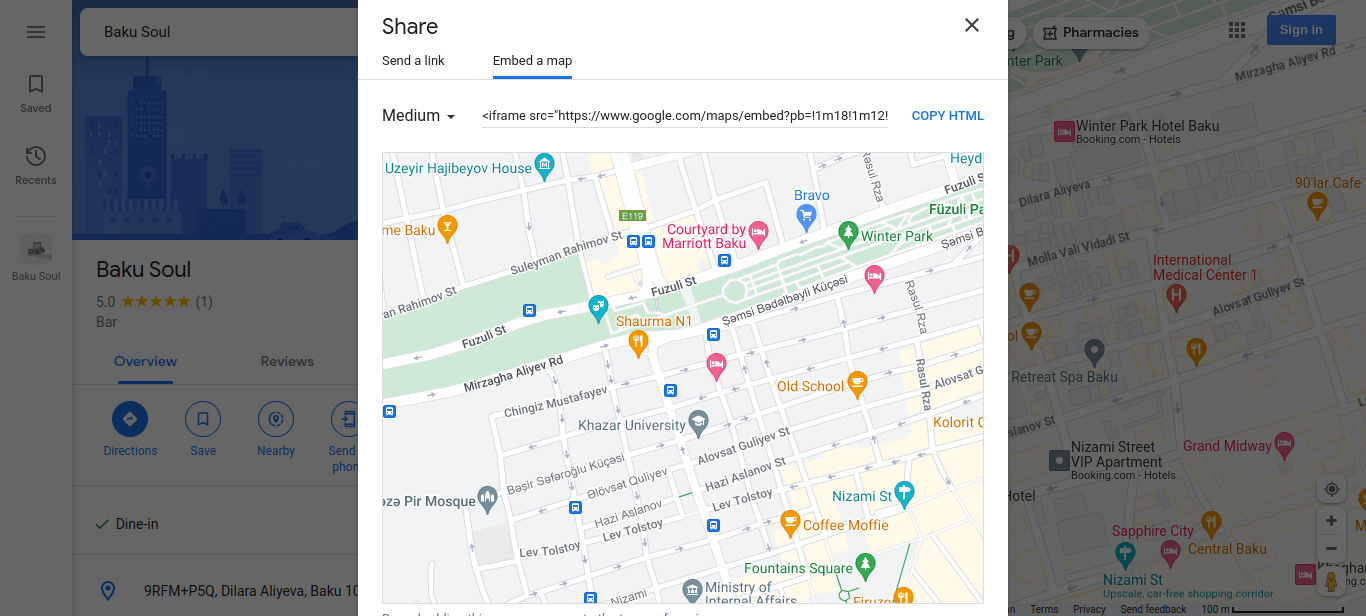 Share
Send a link
Embed a map
Medium
<iframe src="https://www.google.com/maps/embed?pb=!1m18!1m12!
COPY HTML
Uzeyir Hajibeyov House
Heyd
Rasul Rza
Fuzuli St
Bravo
E119
me Baku
Courtyard by
Marriott Baku
Füzuli Pa
Winter Park
Suleyman Rahimov St
Şəmsi B
an Rahimov St
Fuzuli St
Şəmsi Bədəlbəyli Küçəsi
Rasul Rza
Shaurma N1
Fuzuli St
Mirzagha Aliyev Rd
Rasul Rza
Alovsat G
Old School
Chingiz Mustafayev
Khazar University
Kolorit C
Alovsat Guliyev St
Bəşir Səfəroğlu Küçəsi
Əlövsət Quliyev
Hazi Aslanov St
əzə Pir Mosque
Lev Tolstoy
Nizami St
Hazi Aslanov
Lev Tolstoy
Coffee Moffie
Lev Tolstoy
Fountains Square
Ministry of
Internal Affairs
Firuze
Baku Soul
Saved
Recents
Baku Soul
Baku Soul
5.0
(1)
Bar
Overview
Reviews
Directions
Save
Nearby
Send
phon
Dine-in
9RFM+P5Q, Dilara Aliyeva, Baku 10
g
Pharmacies
Sign in
Şəmsi B
nter Park
Mirzagha Aliyev Rd
Winter Park Hotel Baku
Booking.com - Hotels
Dilara Aliyeva
90'lar Cafe
Molla Vali Vidadi St
International
Medical Center 1
Alovsat Guliyev St
ol
Retreat Spa Baku
slanov St
Nizami Street
VIP Apartment
Booking.com - Hotels
Grand Midway
Hotel
Sapphire City
Central Baku
M
Nizami St
Upscale, car-free shopping corridor
Terms
Privacy
Send feedback
100 m